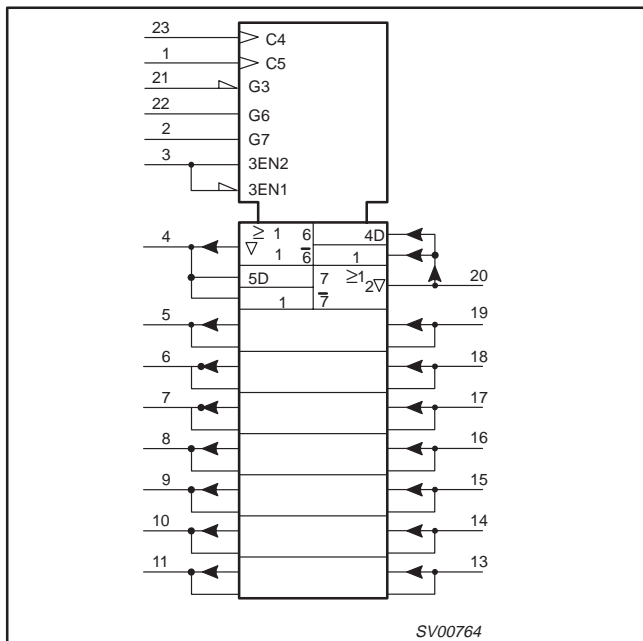 23 C4
1 C5
21 G3
22 G6
2 G7
3 3EN2
3EN1
4 ≥ 1 6 4D
▽ 1 6̅ 1
5D 7 ≥1 2▽ 20
1 7̅
5 19
6 18
7 17
8 16
9 15
10 14
11 13
SV00764